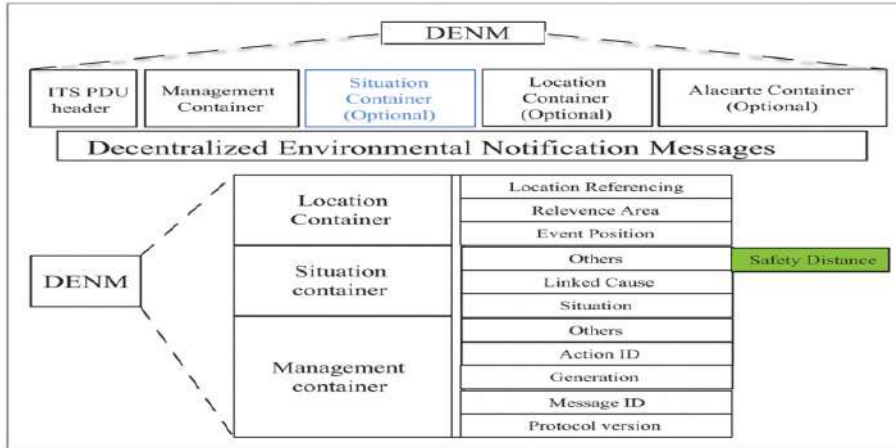 DENM
ITS PDU
header
Management
Container
Situation
Container
(Optional)
Location
Container
(Optional)
Alacarte Container
(Optional)
Decentralized Environmental Notification Messages
DENM
Location
Container
Location Referencing
Relevence Area
Event Position
Situation
container
Others
Safety Distance
Linked Cause
Situation
Management
container
Others
Action ID
Generation
Message ID
Protocol version